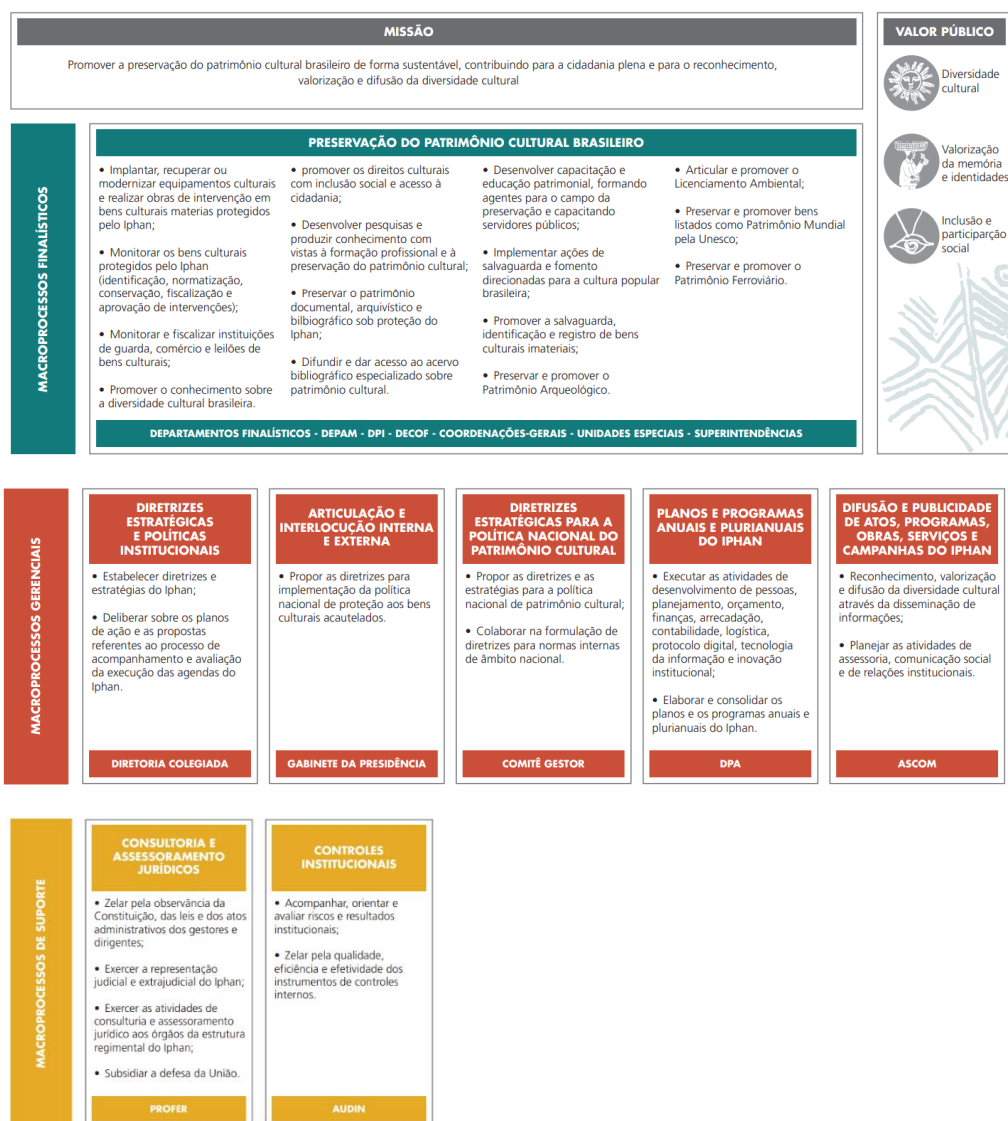 MISSÃO
Promover a preservação do patrimônio cultural brasileiro de forma sustentável, contribuindo para a cidadania plena e para o reconhecimento,
valorização e difusão da diversidade cultural
VALOR PÚBLICO
Diversidade
cultural
Valorização
da memória
e identidades
Inclusão e
participarção
social
MACROPROCESSOS FINALÍSTICOS
PRESERVAÇÃO DO PATRIMÔNIO CULTURAL BRASILEIRO
• Implantar, recuperar ou
modernizar equipamentos culturais
e realizar obras de intervenção em
bens culturais materias protegidos
pelo Iphan;
• Monitorar os bens culturais
protegidos pelo Iphan
(identificação, normatização,
conservação, fiscalização e
aprovação de intervenções);
• Monitorar e fiscalizar instituições
de guarda, comércio e leilões de
bens culturais;
• Promover o conhecimento sobre
a diversidade cultural brasileira.
• promover os direitos culturais
com inclusão social e acesso à
cidadania;
• Desenvolver pesquisas e
produzir conhecimento com
vistas à formação profissional e à
preservação do patrimônio cultural;
• Preservar o patrimônio
documental, arquivístico e
bilbiográfico sob proteção do
Iphan;
• Difundir e dar acesso ao acervo
bibliográfico especializado sobre
patrimônio cultural.
• Desenvolver capacitação e
educação patrimonial, formando
agentes para o campo da
preservação e capacitando
servidores públicos;
• Implementar ações de
salvaguarda e fomento
direcionadas para a cultura popular
brasileira;
• Promover a salvaguarda,
identificação e registro de bens
culturais imateriais;
• Preservar e promover o
Patrimônio Arqueológico.
• Articular e promover o
Licenciamento Ambiental;
• Preservar e promover bens
listados como Patrimônio Mundial
pela Unesco;
• Preservar e promover o
Patrimônio Ferroviário.
DEPARTAMENTOS FINALÍSTICOS - DEPAM - DPI - DECOF - COORDENAÇÕES-GERAIS - UNIDADES ESPECIAIS - SUPERINTENDÊNCIAS
MACROPROCESSOS GERENCIAIS
DIRETRIZES
ESTRATÉGICAS
E POLÍTICAS
INSTITUCIONAIS
• Estabelecer diretrizes e
estratégias do Iphan;
• Deliberar sobre os planos
de ação e as propostas
referentes ao processo de
acompanhamento e avaliação
da execução das agendas do
Iphan.
DIRETORIA COLEGIADA
ARTICULAÇÃO E
INTERLOCUÇÃO INTERNA
E EXTERNA
• Propor as diretrizes para
implementação da política
nacional de proteção aos bens
culturais acautelados.
GABINETE DA PRESIDÊNCIA
DIRETRIZES
ESTRATÉGICAS PARA A
POLÍTICA NACIONAL DO
PATRIMÔNIO CULTURAL
• Propor as diretrizes e as
estratégias para a política
nacional de patrimônio cultural;
• Colaborar na formulação de
diretrizes para normas internas
de âmbito nacional.
COMITÊ GESTOR
PLANOS E PROGRAMAS
ANUAIS E PLURIANUAIS
DO IPHAN
• Executar as atividades de
desenvolvimento de pessoas,
planejamento, orçamento,
finanças, arrecadação,
contabilidade, logística,
protocolo digital, tecnologia
da informação e inovação
institucional;
• Elaborar e consolidar os
planos e os programas anuais e
plurianuais do Iphan.
DPA
DIFUSÃO E PUBLICIDADE
DE ATOS, PROGRAMAS,
OBRAS, SERVIÇOS E
CAMPANHAS DO IPHAN
• Reconhecimento, valorização
e difusão da diversidade cultural
através da disseminação de
informações;
• Planejar as atividades de
assessoria, comunicação social
e de relações institucionais.
ASCOM
MACROPROCESSOS DE SUPORTE
CONSULTORIA E
ASSESSORAMENTO
JURÍDICOS
• Zelar pela observância da
Constituição, das leis e dos atos
administrativos dos gestores e
dirigentes;
• Exercer a representação
judicial e extrajudicial do Iphan;
• Exercer as atividades de
consulturia e assessoramento
jurídico aos órgãos da estrutura
regimental do Iphan;
• Subsidiar a defesa da União.
PROFER
CONTROLES
INSTITUCIONAIS
• Acompanhar, orientar e
avaliar riscos e resultados
institucionais;
• Zelar pela qualidade,
eficiência e efetividade dos
instrumentos de controles
internos.
AUDIN